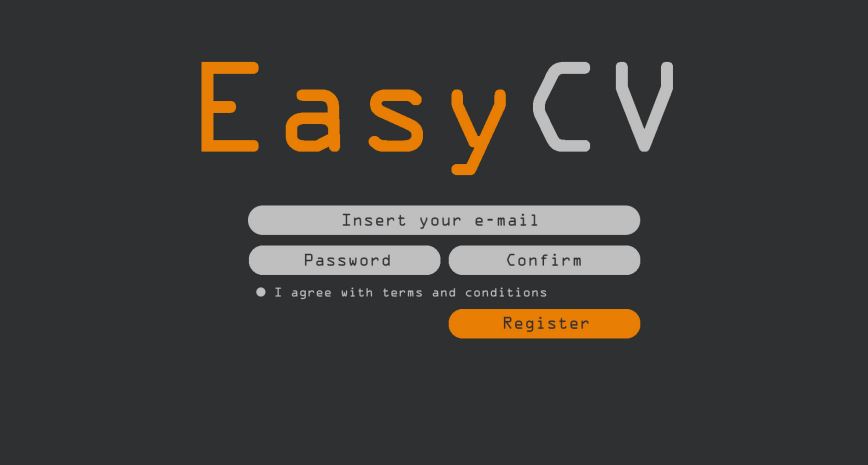 EasyCV
Insert your e-mail
Password Confirm
I agree with terms and conditions
Register